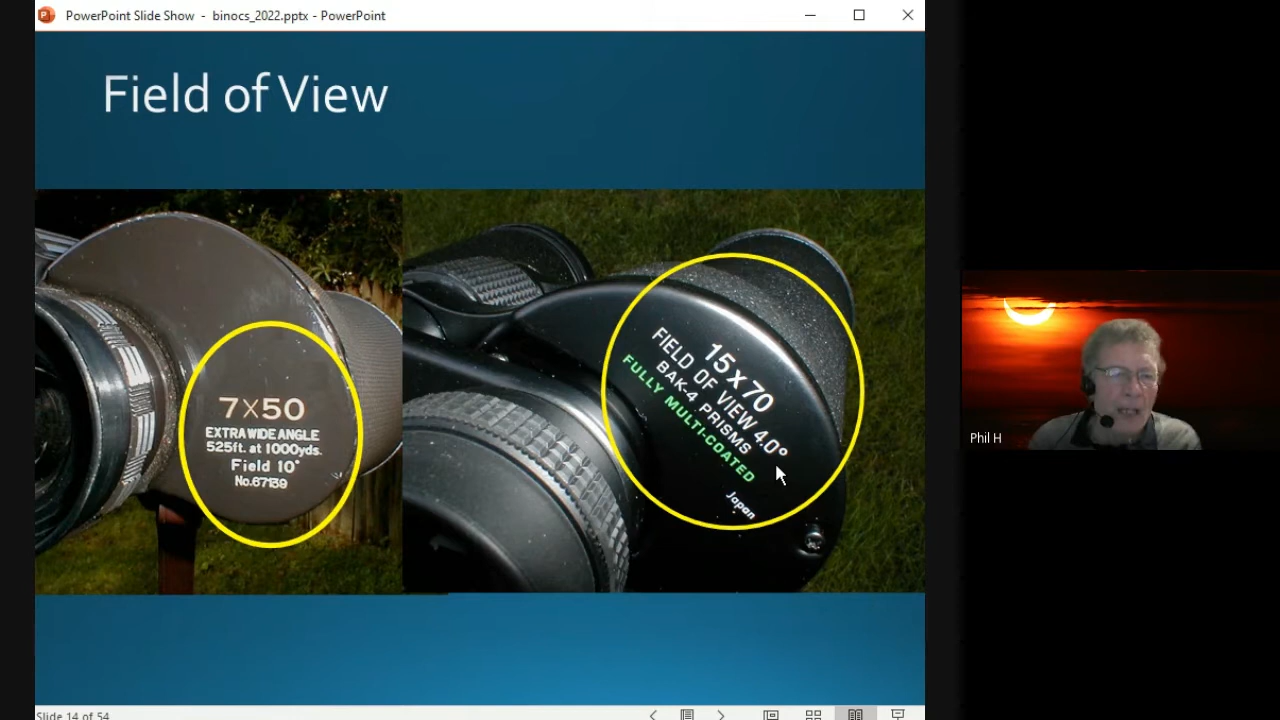 PowerPoint Slide Show - binocs_2022.pptx - PowerPoint
Field of View
7X50
EXTRA WIDE ANGLE
525ft. at 1000yds.
Field 10°
No.67139
15x70
FIELD OF VIEW 4.0°
BAK-4 PRISMS
FULLY MULTI-COATED
Japan
Phil H
Slide 14 of 54